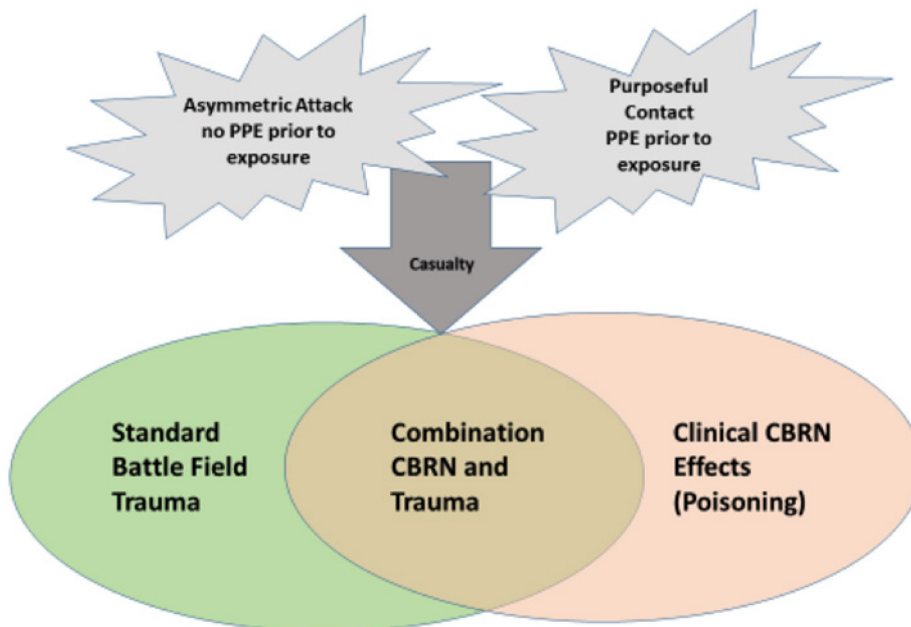 Asymmetric Attack
no PPE prior to
exposure
Purposeful
Contact
PPE prior to
exposure
Casualty
Standard
Battle Field
Trauma
Combination
CBRN and
Trauma
Clinical CBRN
Effects
(Poisoning)